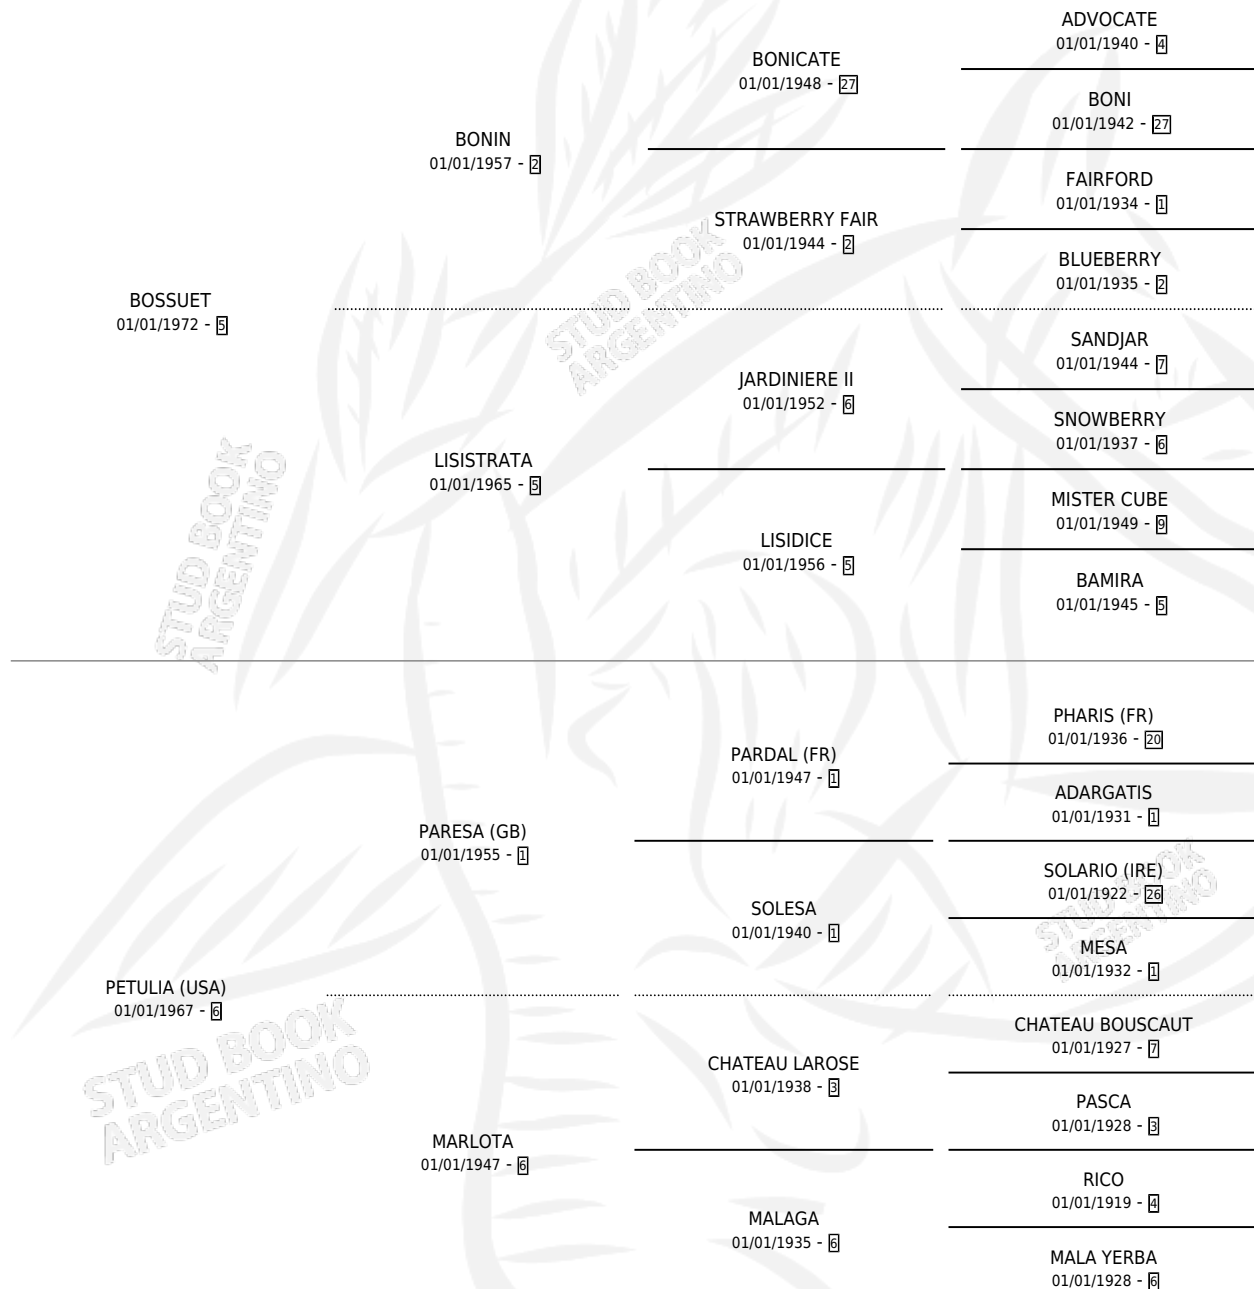 BOSSUET
01/01/1972 - 5
BONIN
01/01/1957 - 2
LISISTRATA
01/01/1965 - 5
BONICATE
01/01/1948 - 27
STRAWBERRY FAIR
01/01/1944 - 2
JARDINIERE II
01/01/1952 - 6
LISIDICE
01/01/1956 - 5
ADVOCATE
01/01/1940 - 4
BONI
01/01/1942 - 27
FAIRFORD
01/01/1934 - 1
BLUEBERRY
01/01/1935 - 2
SANDJAR
01/01/1944 - 7
SNOWBERRY
01/01/1937 - 6
MISTER CUBE
01/01/1949 - 9
BAMIRA
01/01/1945 - 5
PETULIA (USA)
01/01/1967 - 6
PARESA (GB)
01/01/1955 - 1
MARLOTA
01/01/1947 - 6
PARDAL (FR)
01/01/1947 - 1
SOLESA
01/01/1940 - 1
CHATEAU LAROSE
01/01/1938 - 3
MALAGA
01/01/1935 - 6
PHARIS (FR)
01/01/1936 - 20
ADARGATIS
01/01/1931 - 1
SOLARIO (IRE)
01/01/1922 - 26
MESA
01/01/1932 - 1
CHATEAU BOUSCAUT
01/01/1927 - 7
PASCA
01/01/1928 - 3
RICO
01/01/1919 - 4
MALA YERBA
01/01/1928 - 6
STUD BOOK
ARGENTINO
STUD BOOK
ARGENTINO
STUD BOOK
ARGENTINO
STUD BOOK
ARGENTINO